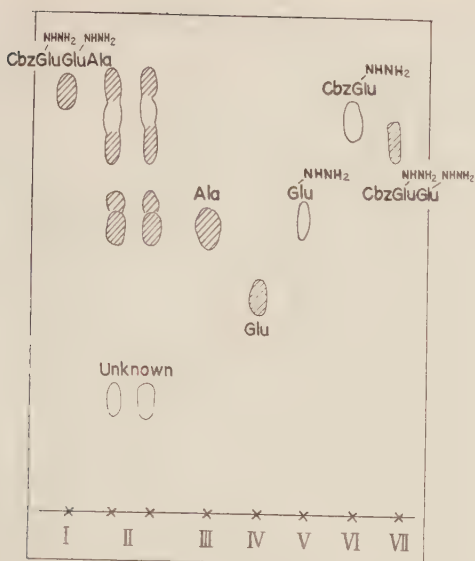 NHNH₂ NHNH₂
CbzGluGluAla
NHNH₂
CbzGlu
Ala
NHNH₂
Glu
NHNH₂ NHNH₂
CbzGluGlu
Glu
Unknown
I II III IV V VI VII